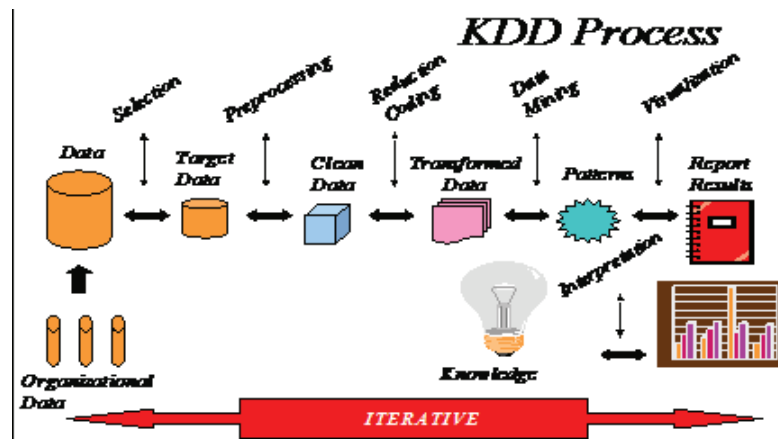 KDD Process
Selection
Preprocessing
Reduction
Coding
Data
Mining
Visualization
Data
Target
Data
Clean
Data
Transformed
Data
Patterns
Report
Results
Interpretation
Knowledge
Organizational
Data
ITERATIVE